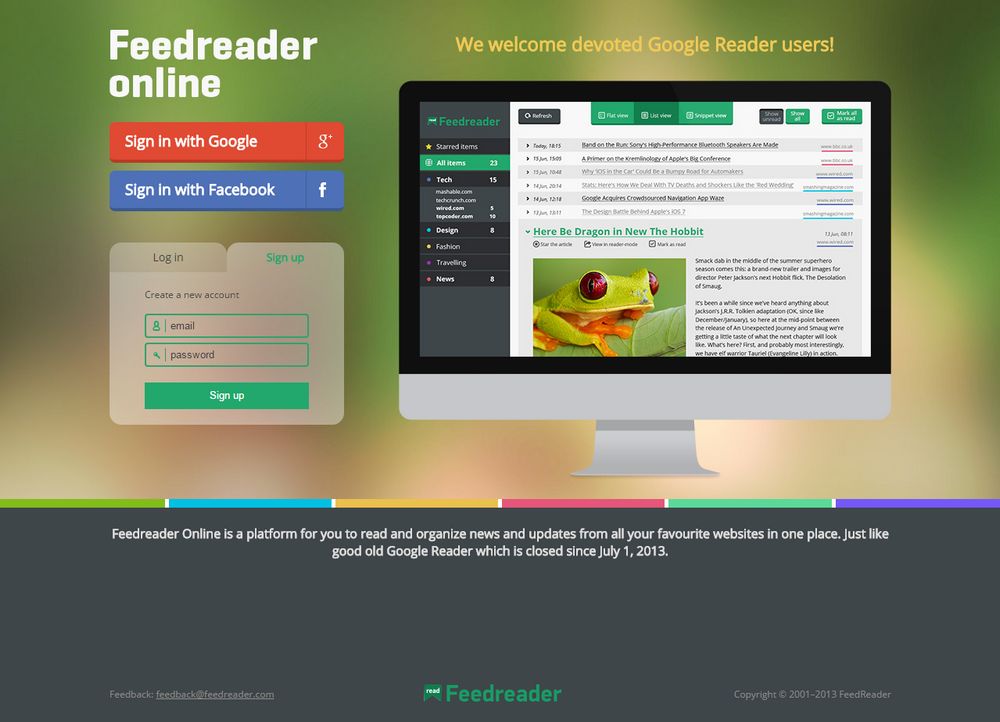 Feedreader
online
We welcome devoted Google Reader users!
Sign in with Google
g+
Sign in with Facebook
f
Log in
Sign up
Create a new account
email
password
Sign up
Feedreader
Refresh
Flat view
List view
Snippet view
Show unread
Show all
Mark all as read
Starred items
All items 23
Tech 15
mashable.com
techcrunch.com
wired.com 5
topcoder.com 10
Design 8
Fashion
Travelling
News 8
Today, 18:15 Band on the Run: Sony's High-Performance Bluetooth Speakers Are Made www.bbc.co.uk
15 Jun, 15:05 A Primer on the Kremlinology of Apple's Big Conference www.bbc.co.uk
15 Jun, 10:48 Why 'iOS in the Car' Could Be a Bumpy Road for Automakers www.wired.com
14 Jun, 20:14 Stats: Here's How We Deal With TV Deaths and Shockers Like the 'Red Wedding' smashingmagazine.com
14 Jun, 12:18 Google Acquires Crowdsourced Navigation App Waze www.wired.com
13 Jun, 13:11 The Design Battle Behind Apple's iOS 7 smashingmagazine.com
Here Be Dragon in New The Hobbit
13 Jun, 08:11
www.wired.com
Star the article
View in reader-mode
Mark as read
Smack dab in the middle of the summer superhero
season comes this: a brand-new trailer and images for
director Peter Jackson's next Hobbit flick, The Desolation
of Smaug.
It's been a while since we've heard anything about
Jackson's J.R.R. Tolkien adaptation (OK, since like
December/January), so here at the mid-point between
the release of An Unexpected Journey and Smaug we're
getting a little taste of what the next chapter will look
like. What's here? First, and probably most interestingly,
we have elf warrior Tauriel (Evangeline Lilly) in action.
Feedreader Online is a platform for you to read and organize news and updates from all your favourite websites in one place. Just like
good old Google Reader which is closed since July 1, 2013.
Feedback: feedback@feedreader.com
read
Feedreader
Copyright © 2001–2013 FeedReader